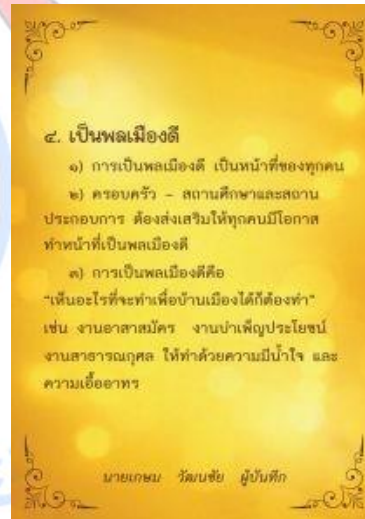 ๔. เป็นพลเมืองดี
๑) การเป็นพลเมืองดี เป็นหน้าที่ของทุกคน
๒) ครอบครัว - สถานศึกษาและสถาน
ประกอบการ ต้องส่งเสริมให้ทุกคนมีโอกาส
ทำหน้าที่เป็นพลเมืองดี
๓) การเป็นพลเมืองดีคือ
"เห็นอะไรที่จะทำเพื่อบ้านเมืองได้ก็ต้องทำ"
เช่น งานอาสาสมัคร งานบำเพ็ญประโยชน์
งานสาธารณกุศล ให้ทำด้วยความมีน้ำใจ และ
ความเอื้ออาทร
นายเกษม วัฒนชัย ผู้บันทึก